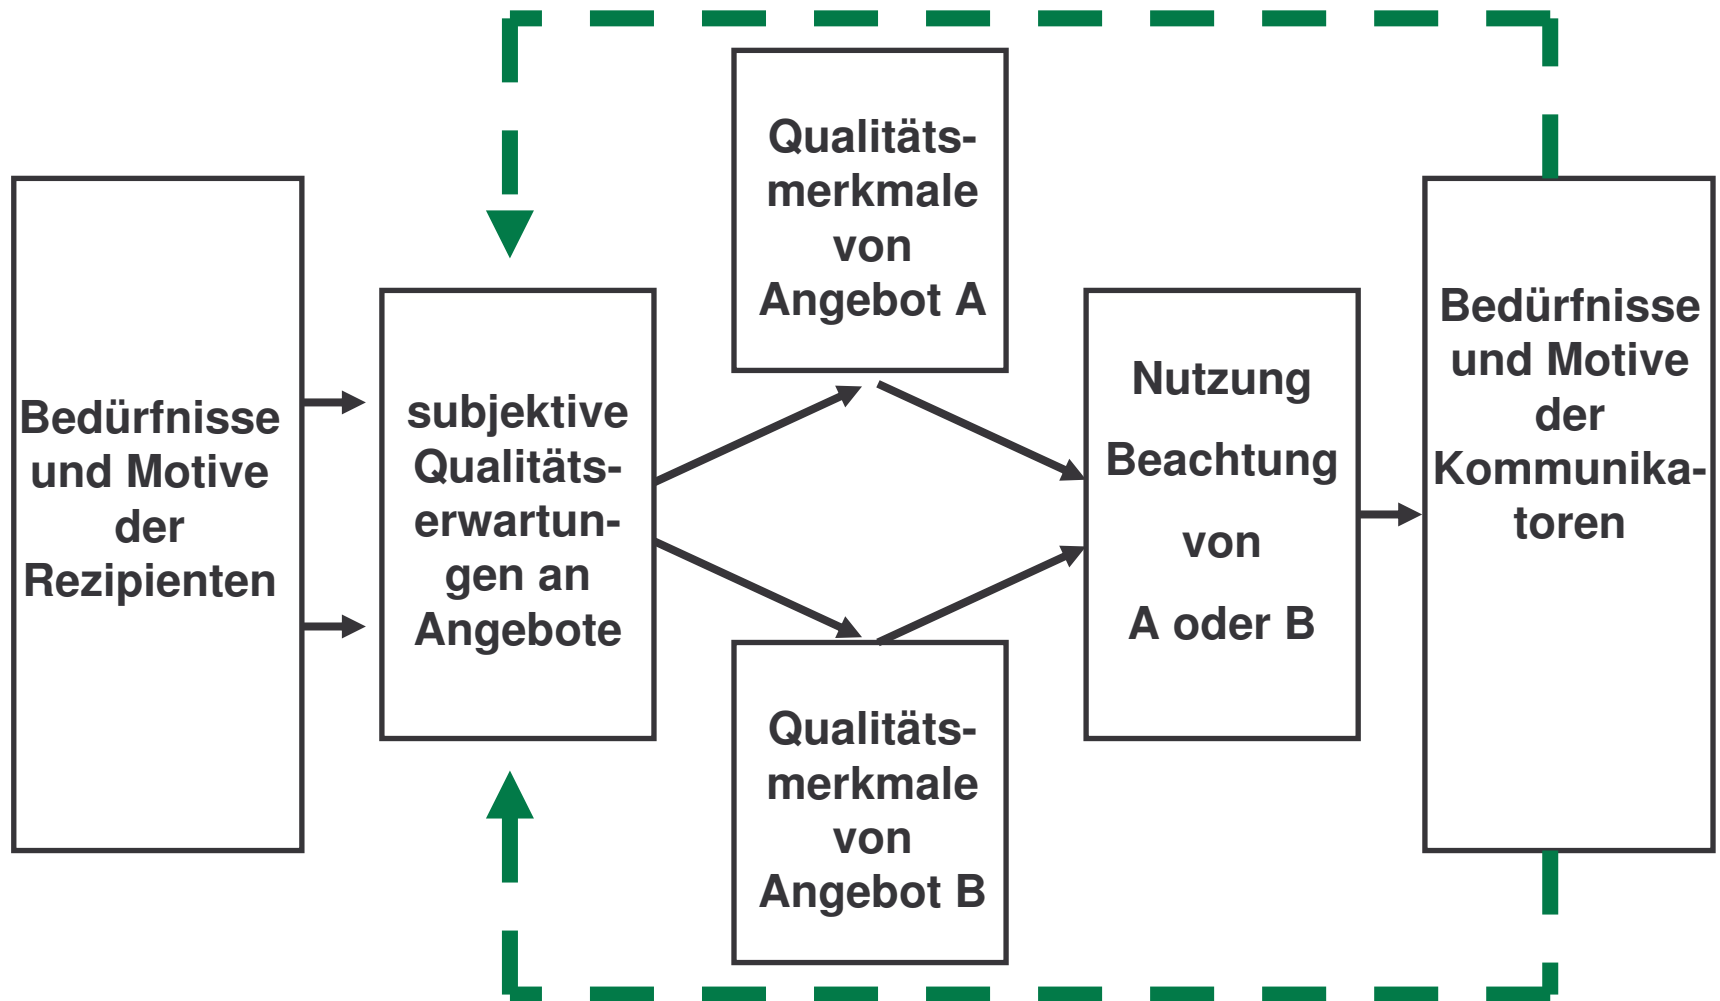 Bedürfnisse
und Motive
der
Rezipienten
subjektive
Qualitäts-
erwartun-
gen an
Angebote
Qualitäts-
merkmale
von
Angebot A
Qualitäts-
merkmale
von
Angebot B
Nutzung
Beachtung
von
A oder B
Bedürfnisse
und Motive
der
Kommunika-
toren